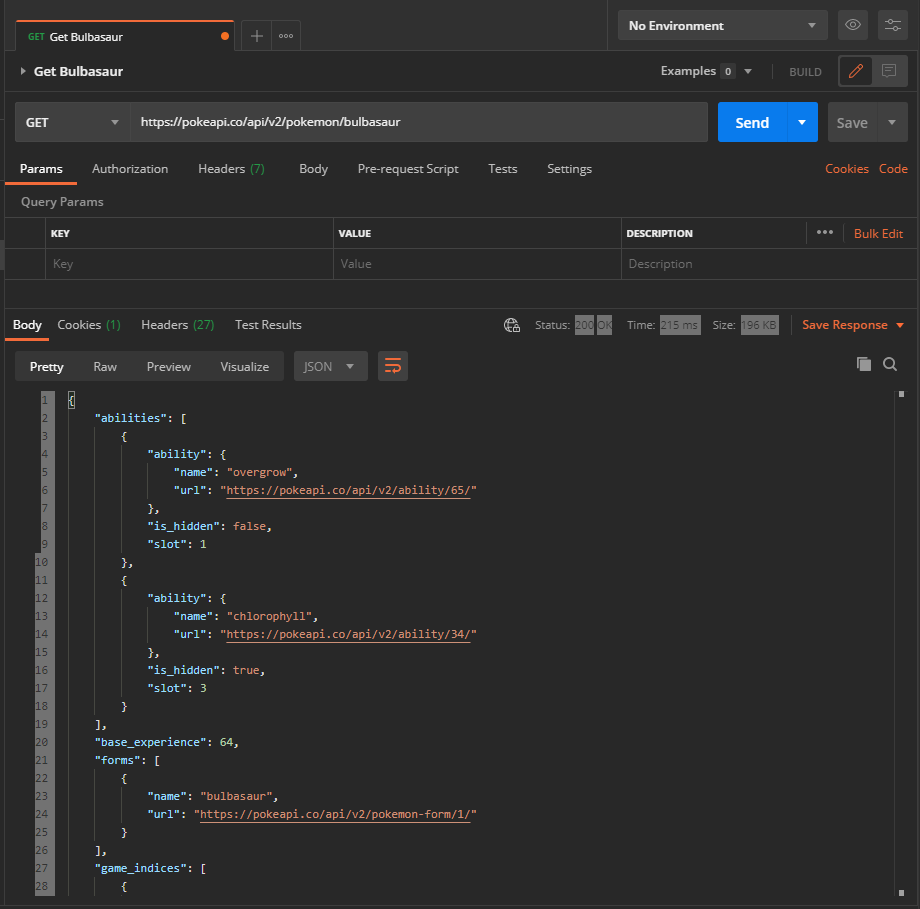 GET Get Bulbasaur
No Environment
Get Bulbasaur
Examples 0 BUILD
GET https://pokeapi.co/api/v2/pokemon/bulbasaur Send Save
Params Authorization Headers (7) Body Pre-request Script Tests Settings Cookies Code
Query Params
KEY VALUE DESCRIPTION ••• Bulk Edit
Key Value Description
Body Cookies (1) Headers (27) Test Results Status: 200 OK Time: 215 ms Size: 196 KB Save Response
Pretty Raw Preview Visualize JSON
1 {
2 "abilities": [
3 {
4 "ability": {
5 "name": "overgrow",
6 "url": "https://pokeapi.co/api/v2/ability/65/"
7 },
8 "is_hidden": false,
9 "slot": 1
10 },
11 {
12 "ability": {
13 "name": "chlorophyll",
14 "url": "https://pokeapi.co/api/v2/ability/34/"
15 },
16 "is_hidden": true,
17 "slot": 3
18 }
19 ],
20 "base_experience": 64,
21 "forms": [
22 {
23 "name": "bulbasaur",
24 "url": "https://pokeapi.co/api/v2/pokemon-form/1/"
25 }
26 ],
27 "game_indices": [
28 {